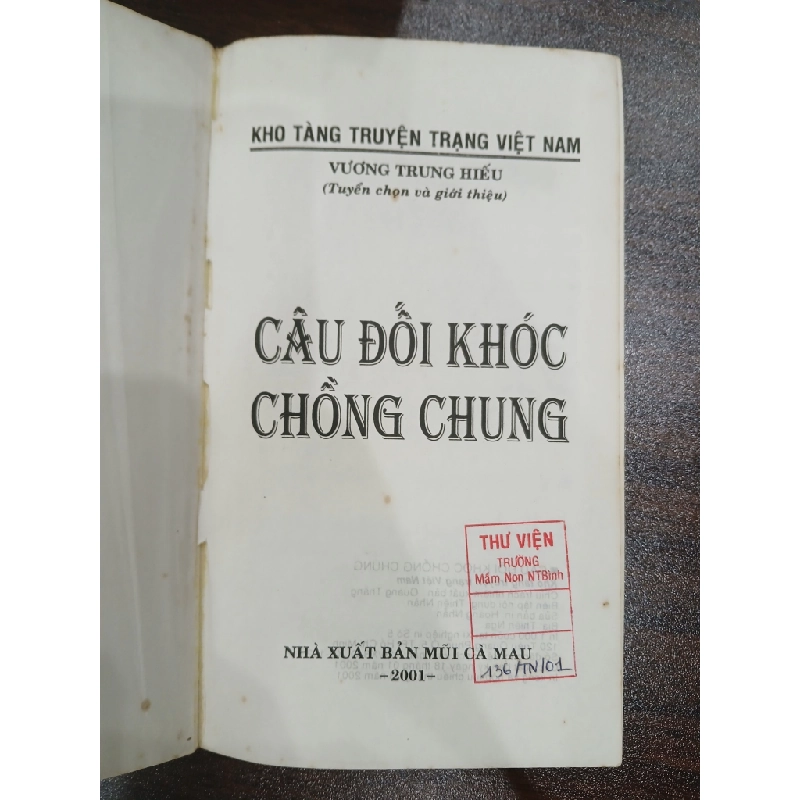 KHO TÀNG TRUYỆN TRẠNG VIỆT NAM
VƯƠNG TRUNG HIẾU
(Tuyển chọn và giới thiệu)
CÂU ĐỐI KHÓC
CHỒNG CHUNG
THƯ VIỆN
TRƯỜNG
Mầm Non NTBình
136/TN/01
NHÀ XUẤT BẢN MŨI CÀ MAU
-2001-